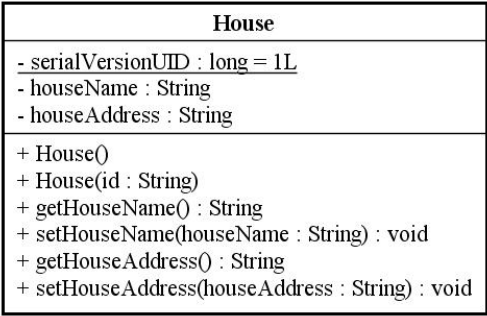 House
- serialVersionUID : long = 1L
- houseName : String
- houseAddress : String
+ House()
+ House(id : String)
+ getHouseName() : String
+ setHouseName(houseName : String) : void
+ getHouseAddress() : String
+ setHouseAddress(houseAddress : String) : void